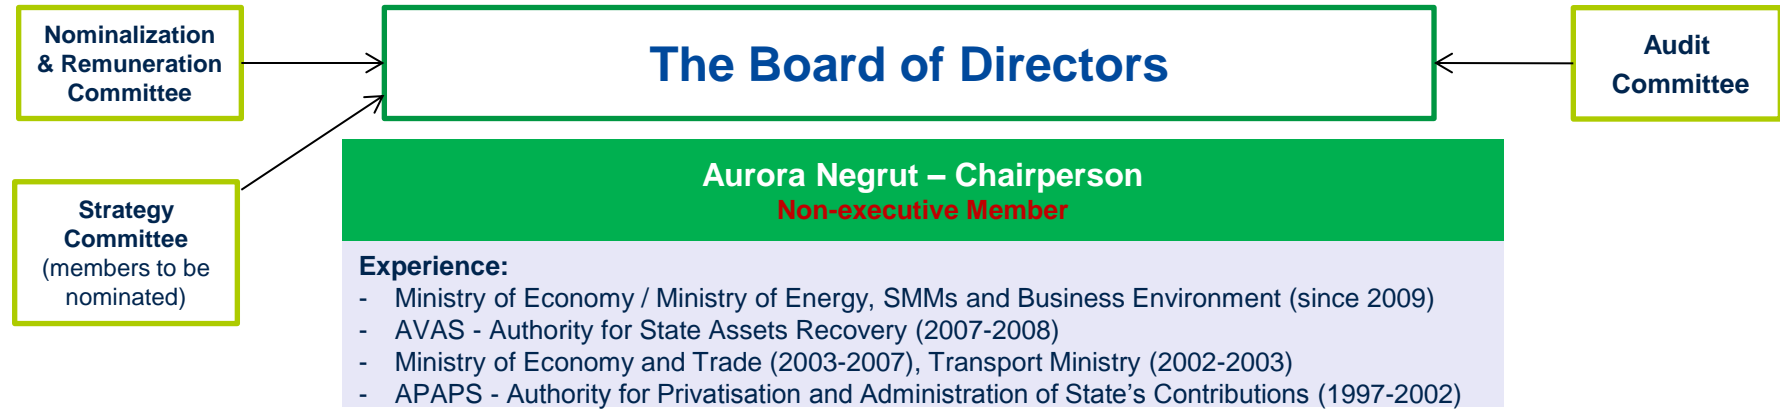 Nominalization
& Remuneration
Committee
The Board of Directors
Audit
Committee
Strategy
Committee
(members to be
nominated)
Aurora Negrut – Chairperson
Non-executive Member
Experience:
- Ministry of Economy / Ministry of Energy, SMMs and Business Environment (since 2009)
- AVAS - Authority for State Assets Recovery (2007-2008)
- Ministry of Economy and Trade (2003-2007), Transport Ministry (2002-2003)
- APAPS - Authority for Privatisation and Administration of State’s Contributions (1997-2002)